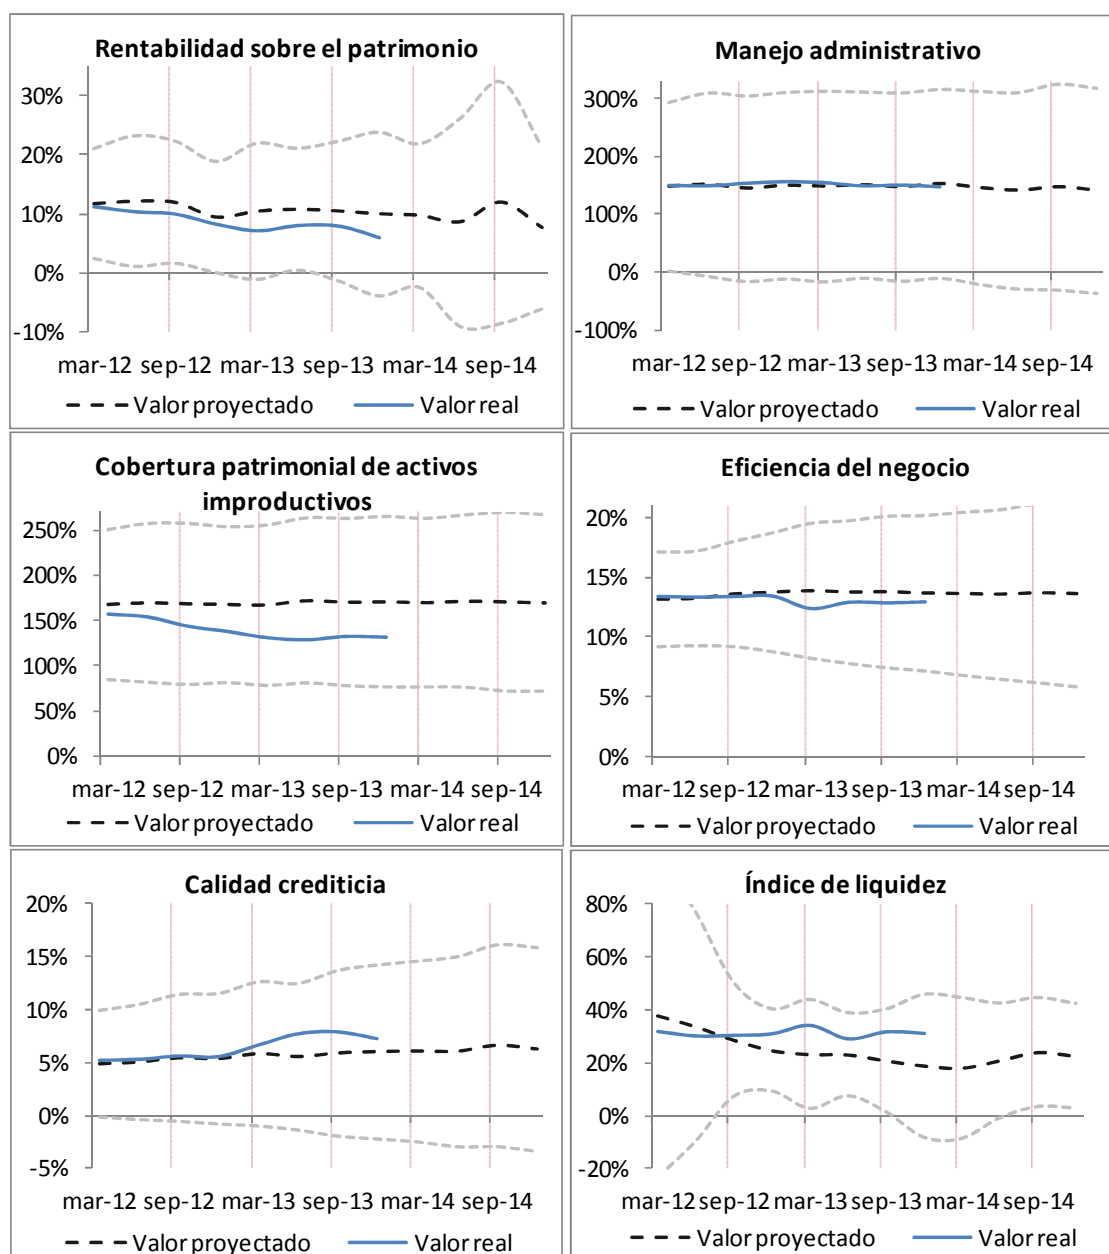 Rentabilidad sobre el patrimonio
30%
20%
10%
0%
-10%
mar-12 sep-12 mar-13 sep-13 mar-14 sep-14
Valor proyectado Valor real
Manejo administrativo
300%
200%
100%
0%
-100%
mar-12 sep-12 mar-13 sep-13 mar-14 sep-14
Valor proyectado Valor real
Cobertura patrimonial de activos
improductivos
250%
200%
150%
100%
50%
0%
mar-12 sep-12 mar-13 sep-13 mar-14 sep-14
Valor proyectado Valor real
Eficiencia del negocio
20%
15%
10%
5%
0%
mar-12 sep-12 mar-13 sep-13 mar-14 sep-14
Valor proyectado Valor real
Calidad crediticia
20%
15%
10%
5%
0%
-5%
mar-12 sep-12 mar-13 sep-13 mar-14 sep-14
Valor proyectado Valor real
Índice de liquidez
80%
60%
40%
20%
0%
-20%
mar-12 sep-12 mar-13 sep-13 mar-14 sep-14
Valor proyectado Valor real